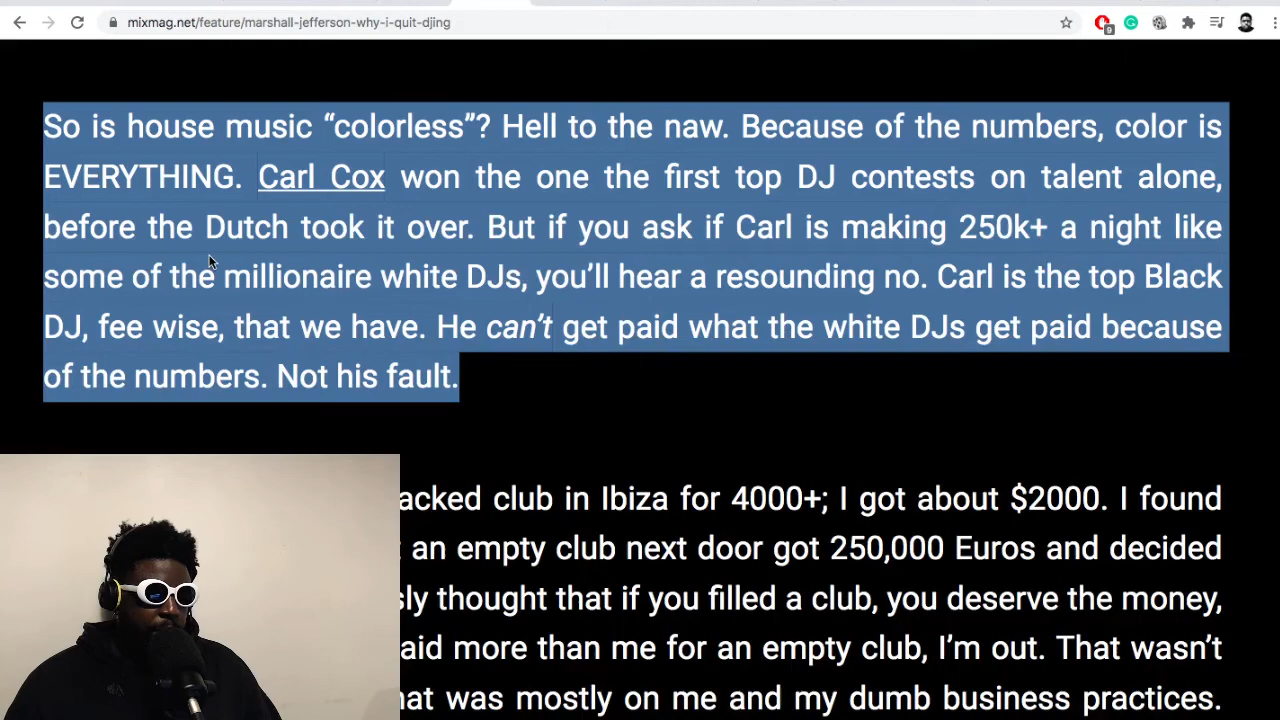 mixmag.net/feature/marshall-jefferson-why-i-quit-djing
9
So is house music “colorless”? Hell to the naw. Because of the numbers, color is
EVERYTHING. Carl Cox won the one the first top DJ contests on talent alone,
before the Dutch took it over. But if you ask if Carl is making 250k+ a night like
some of the millionaire white DJs, you’ll hear a resounding no. Carl is the top Black
DJ, fee wise, that we have. He can’t get paid what the white DJs get paid because
of the numbers. Not his fault.
acked club in Ibiza for 4000+; I got about $2000. I found
an empty club next door got 250,000 Euros and decided
sly thought that if you filled a club, you deserve the money,
aid more than me for an empty club, I’m out. That wasn’t
hat was mostly on me and my dumb business practices.